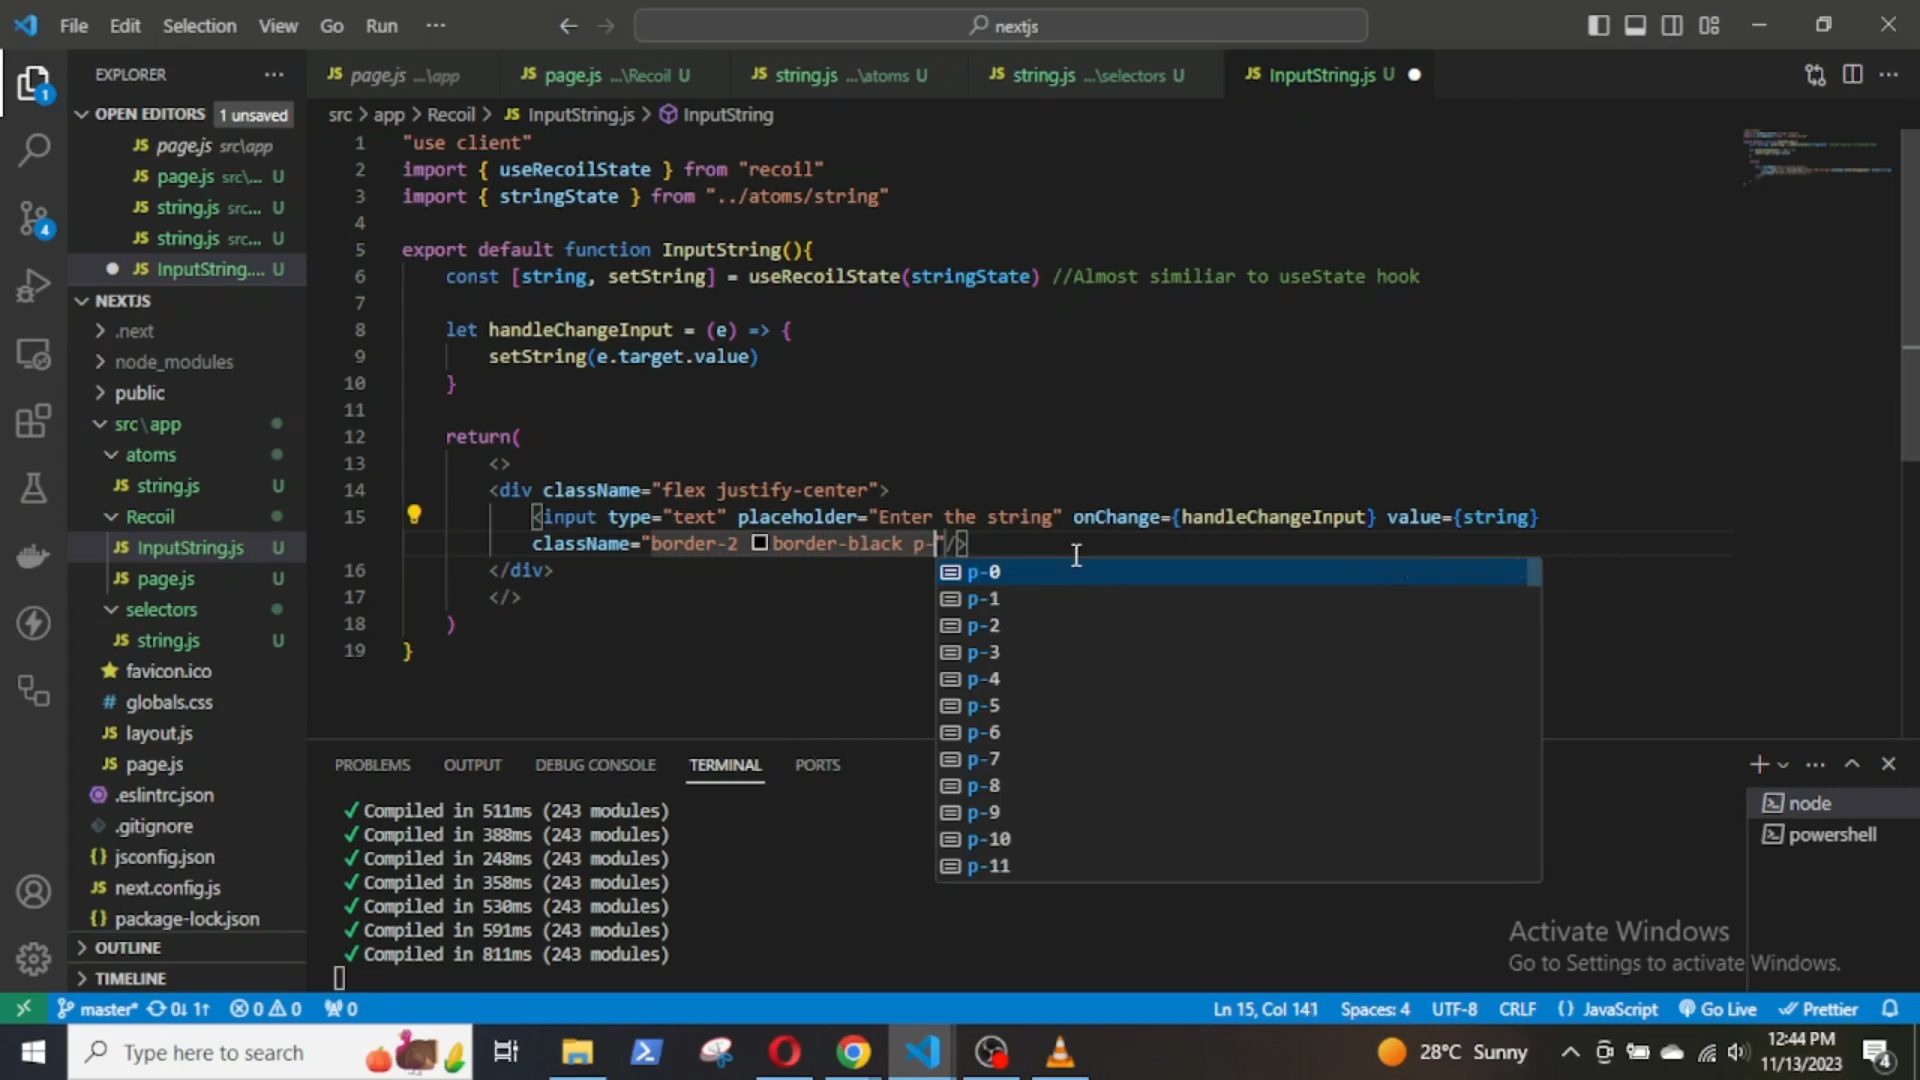 File Edit Selection View Go Run ··· nextjs
EXPLORER
OPEN EDITORS 1 unsaved
page.js src\app
page.js src\... U
string.js src... U
string.js src... U
InputString.... U
NEXTJS
.next
node_modules
public
src\app
atoms
JS string.js U
Recoil
JS InputString.js U
JS page.js U
selectors
JS string.js U
favicon.ico
# globals.css
JS layout.js
JS page.js
.eslintrc.json
.gitignore
{} jsconfig.json
JS next.config.js
{} package-lock.json
OUTLINE
TIMELINE
JS page.js ...\app JS page.js ...\Recoil U JS string.js ...\atoms U JS string.js ...\selectors U JS InputString.js U
src > app > Recoil > JS InputString.js > InputString
1 "use client"
2 import { useRecoilState } from "recoil"
3 import { stringState } from "../atoms/string"
4
5 export default function InputString(){
6 const [string, setString] = useRecoilState(stringState) //Almost similiar to useState hook
7
8 let handleChangeInput = (e) => {
9 setString(e.target.value)
10 }
11
12 return(
13 <>
14 <div className="flex justify-center">
15 <input type="text" placeholder="Enter the string" onChange={handleChangeInput} value={string}
className="border-2 border-black p-"/>
16 </div>
17 </>
18 )
19 }
p-0
p-1
p-2
p-3
p-4
p-5
p-6
p-7
p-8
p-9
p-10
p-11
PROBLEMS OUTPUT DEBUG CONSOLE TERMINAL PORTS
✓ Compiled in 511ms (243 modules)
✓ Compiled in 388ms (243 modules)
✓ Compiled in 248ms (243 modules)
✓ Compiled in 358ms (243 modules)
✓ Compiled in 530ms (243 modules)
✓ Compiled in 591ms (243 modules)
✓ Compiled in 811ms (243 modules)
node
powershell
Activate Windows
Go to Settings to activate Windows.
master* 0↓ 1↑ 0 0 0 Ln 15, Col 141 Spaces: 4 UTF-8 CRLF {} JavaScript Go Live Prettier
Type here to search 28°C Sunny 12:44 PM
11/13/2023
4